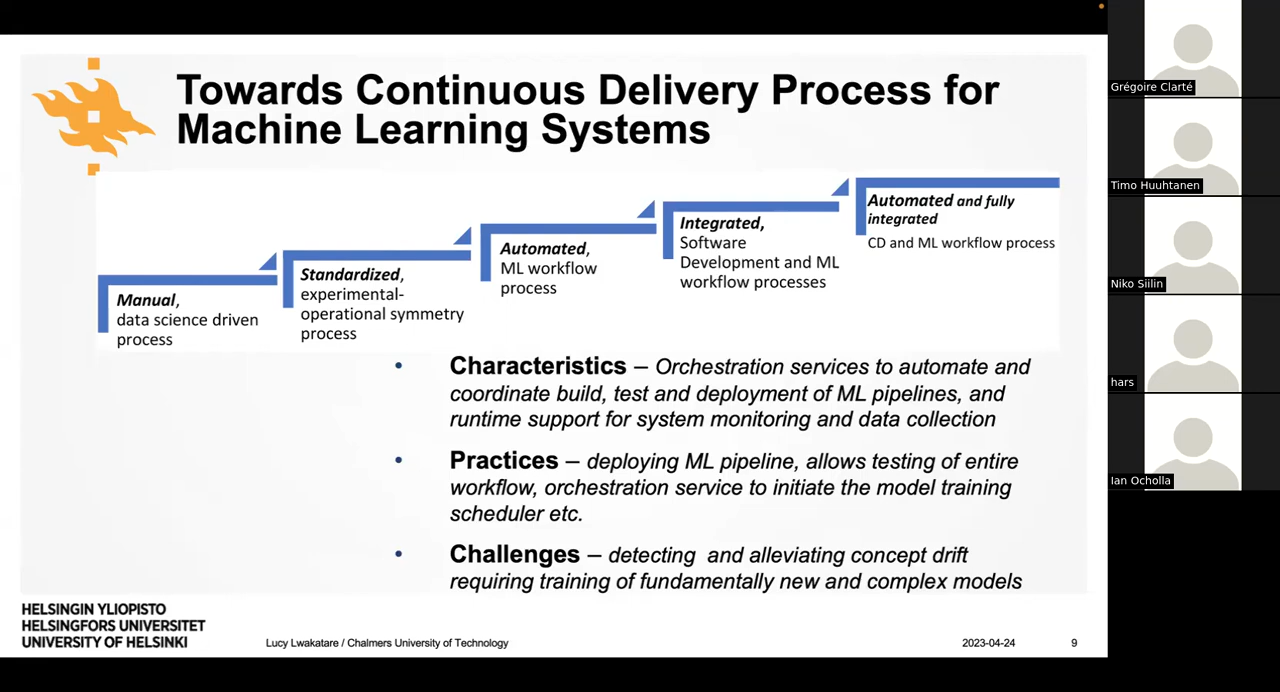 Towards Continuous Delivery Process for
Machine Learning Systems
Manual,
data science driven
process
Standardized,
experimental-
operational symmetry
process
Automated,
ML workflow
process
Integrated,
Software
Development and ML
workflow processes
Automated and fully
integrated
CD and ML workflow process
• Characteristics – Orchestration services to automate and
coordinate build, test and deployment of ML pipelines, and
runtime support for system monitoring and data collection
• Practices – deploying ML pipeline, allows testing of entire
workflow, orchestration service to initiate the model training
scheduler etc.
• Challenges – detecting and alleviating concept drift
requiring training of fundamentally new and complex models
HELSINGIN YLIOPISTO
HELSINGFORS UNIVERSITET
UNIVERSITY OF HELSINKI
Lucy Lwakatare / Chalmers University of Technology
2023-04-24
9
Grégoire Clarté
Timo Huuhtanen
Niko Siilin
hars
Ian Ocholla